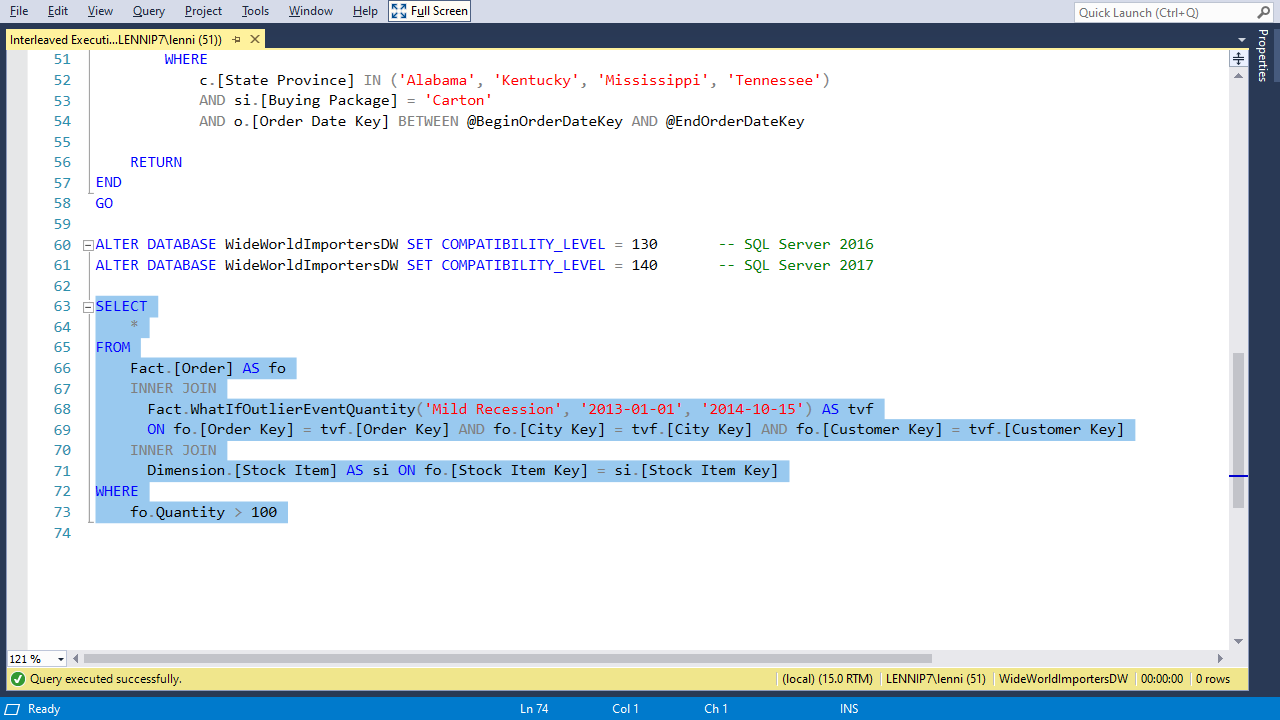 File Edit View Query Project Tools Window Help Full Screen
Quick Launch (Ctrl+Q)
Interleaved Executi...LENNIP7\lenni (51))
Properties
51 WHERE
52 c.[State Province] IN ('Alabama', 'Kentucky', 'Mississippi', 'Tennessee')
53 AND si.[Buying Package] = 'Carton'
54 AND o.[Order Date Key] BETWEEN @BeginOrderDateKey AND @EndOrderDateKey
55
56 RETURN
57 END
58 GO
59
60 ALTER DATABASE WideWorldImportersDW SET COMPATIBILITY_LEVEL = 130 -- SQL Server 2016
61 ALTER DATABASE WideWorldImportersDW SET COMPATIBILITY_LEVEL = 140 -- SQL Server 2017
62
63 SELECT
64 *
65 FROM
66 Fact.[Order] AS fo
67 INNER JOIN
68 Fact.WhatIfOutlierEventQuantity('Mild Recession', '2013-01-01', '2014-10-15') AS tvf
69 ON fo.[Order Key] = tvf.[Order Key] AND fo.[City Key] = tvf.[City Key] AND fo.[Customer Key] = tvf.[Customer Key]
70 INNER JOIN
71 Dimension.[Stock Item] AS si ON fo.[Stock Item Key] = si.[Stock Item Key]
72 WHERE
73 fo.Quantity > 100
74
121 %
Query executed successfully. (local) (15.0 RTM) LENNIP7\lenni (51) WideWorldImportersDW 00:00:00 0 rows
Ready Ln 74 Col 1 Ch 1 INS